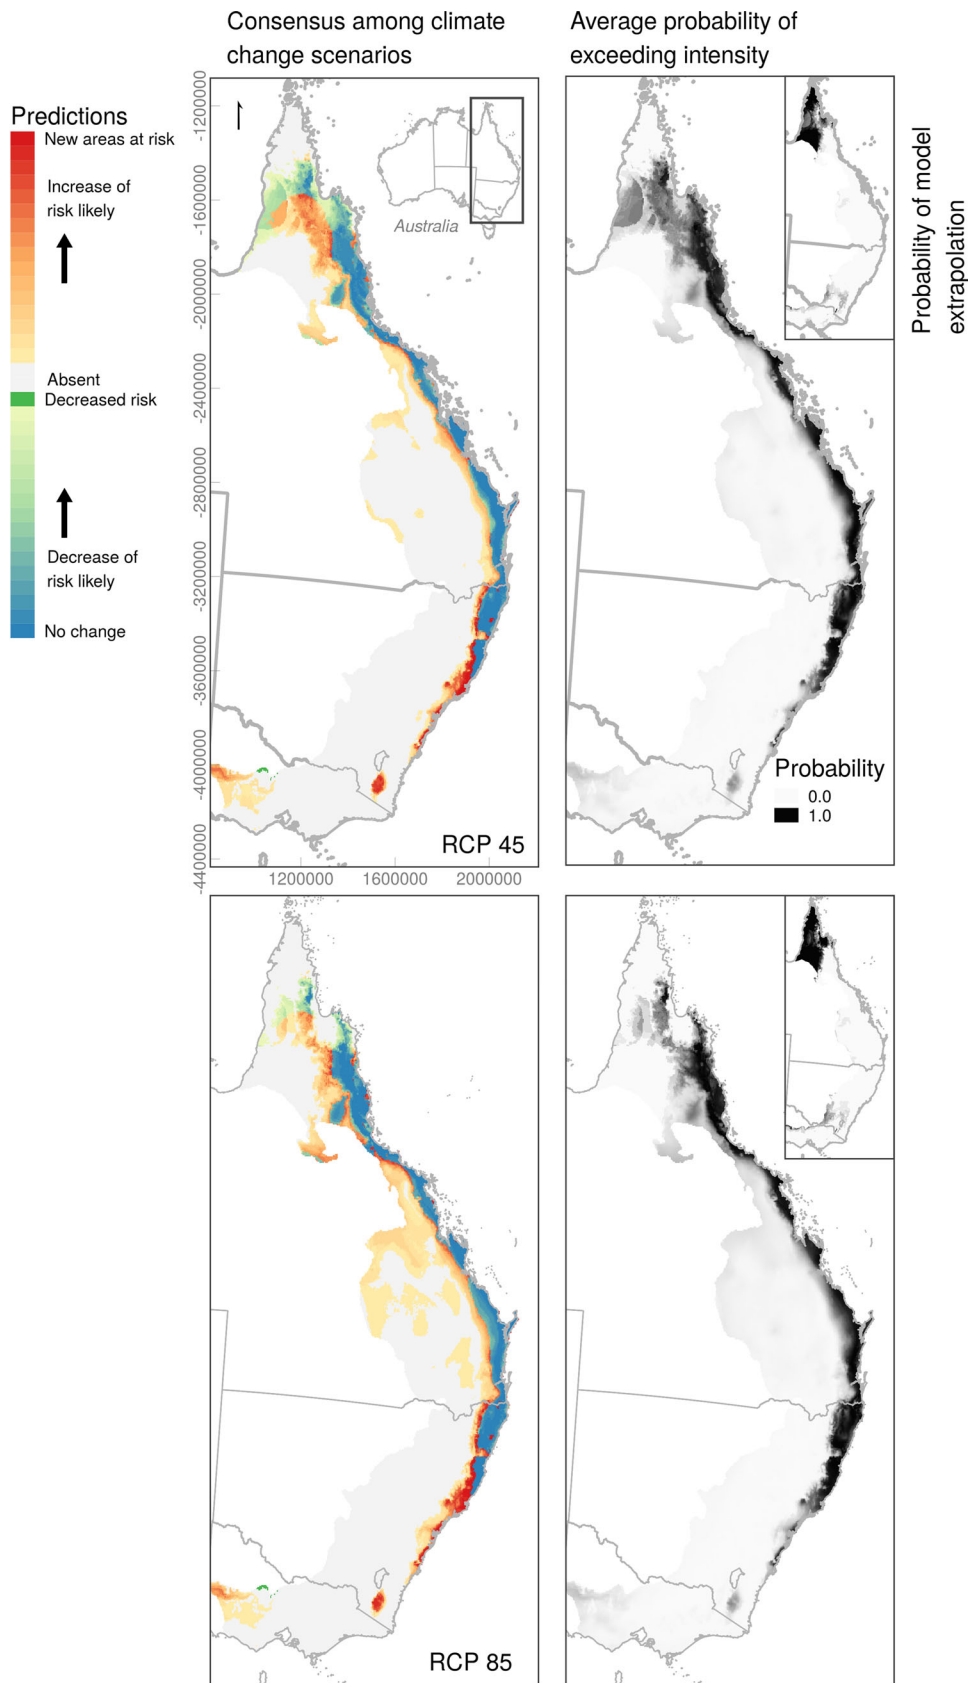 Consensus among climate
change scenarios
Average probability of
exceeding intensity
Predictions
New areas at risk
Increase of
risk likely
Absent
Decreased risk
Decrease of
risk likely
No change
-1200000
-1600000
-2000000
-2400000
-2800000
-3200000
-3600000
-4000000
-4400000
Australia
RCP 45
1200000
1600000
2000000
Probability
0.0
1.0
Probability of model
extrapolation
RCP 85